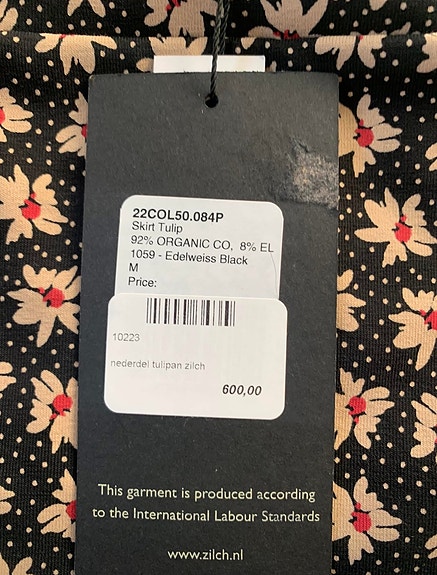 22COL50.084P
Skirt Tulip
92% ORGANIC CO, 8% EL
1059 - Edelweiss Black
M
Price:
10223
nederdel tulipan zilch
600,00
This garment is produced according
to the International Labour Standards
www.zilch.nl